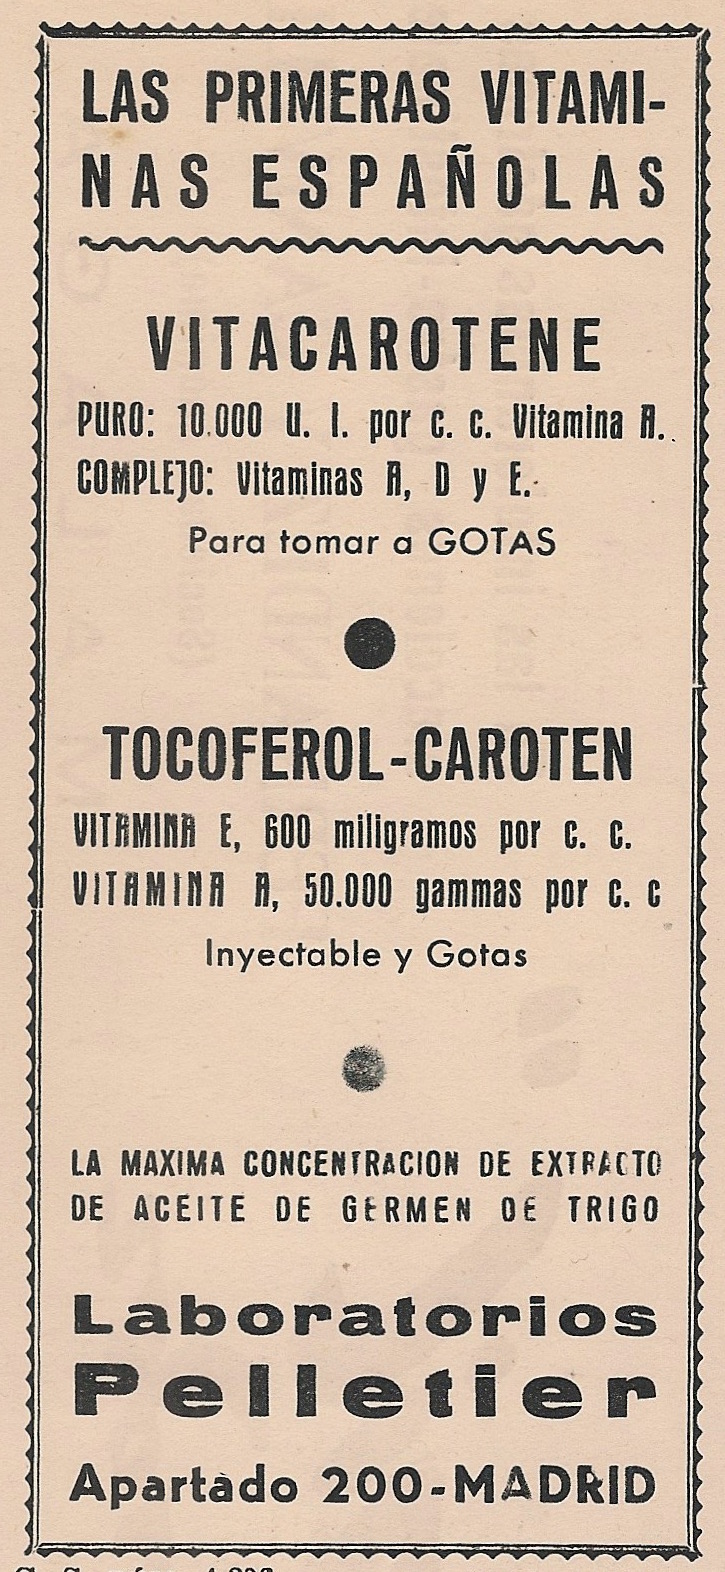 LAS PRIMERAS VITAMI-
NAS ESPAÑOLAS
VITACAROTENE
PURO: 10.000 U. I. por c. c. Vitamina A.
COMPLEJO: Vitaminas A, D y E.
Para tomar a GOTAS
TOCOFEROL-CAROTEN
VITAMINA E, 600 miligramos por c. c.
VITAMINA A, 50.000 gammas por c. c
Inyectable y Gotas
LA MAXIMA CONCENTRACION DE EXTRACTO
DE ACEITE DE GERMEN DE TRIGO
Laboratorios
Pelletier
Apartado 200-MADRID